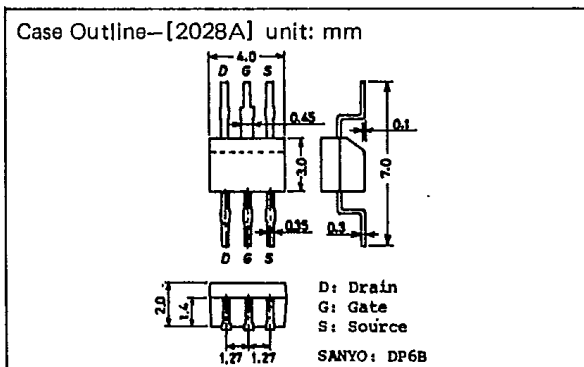 Case Outline–[2028A] unit: mm
4.0
D G S
0.45
0.1
3.0
7.0
0.35
0.3
D G S
D: Drain
G: Gate
S: Source
2.0
1.4
1.27 1.27
SANYO: DP6B